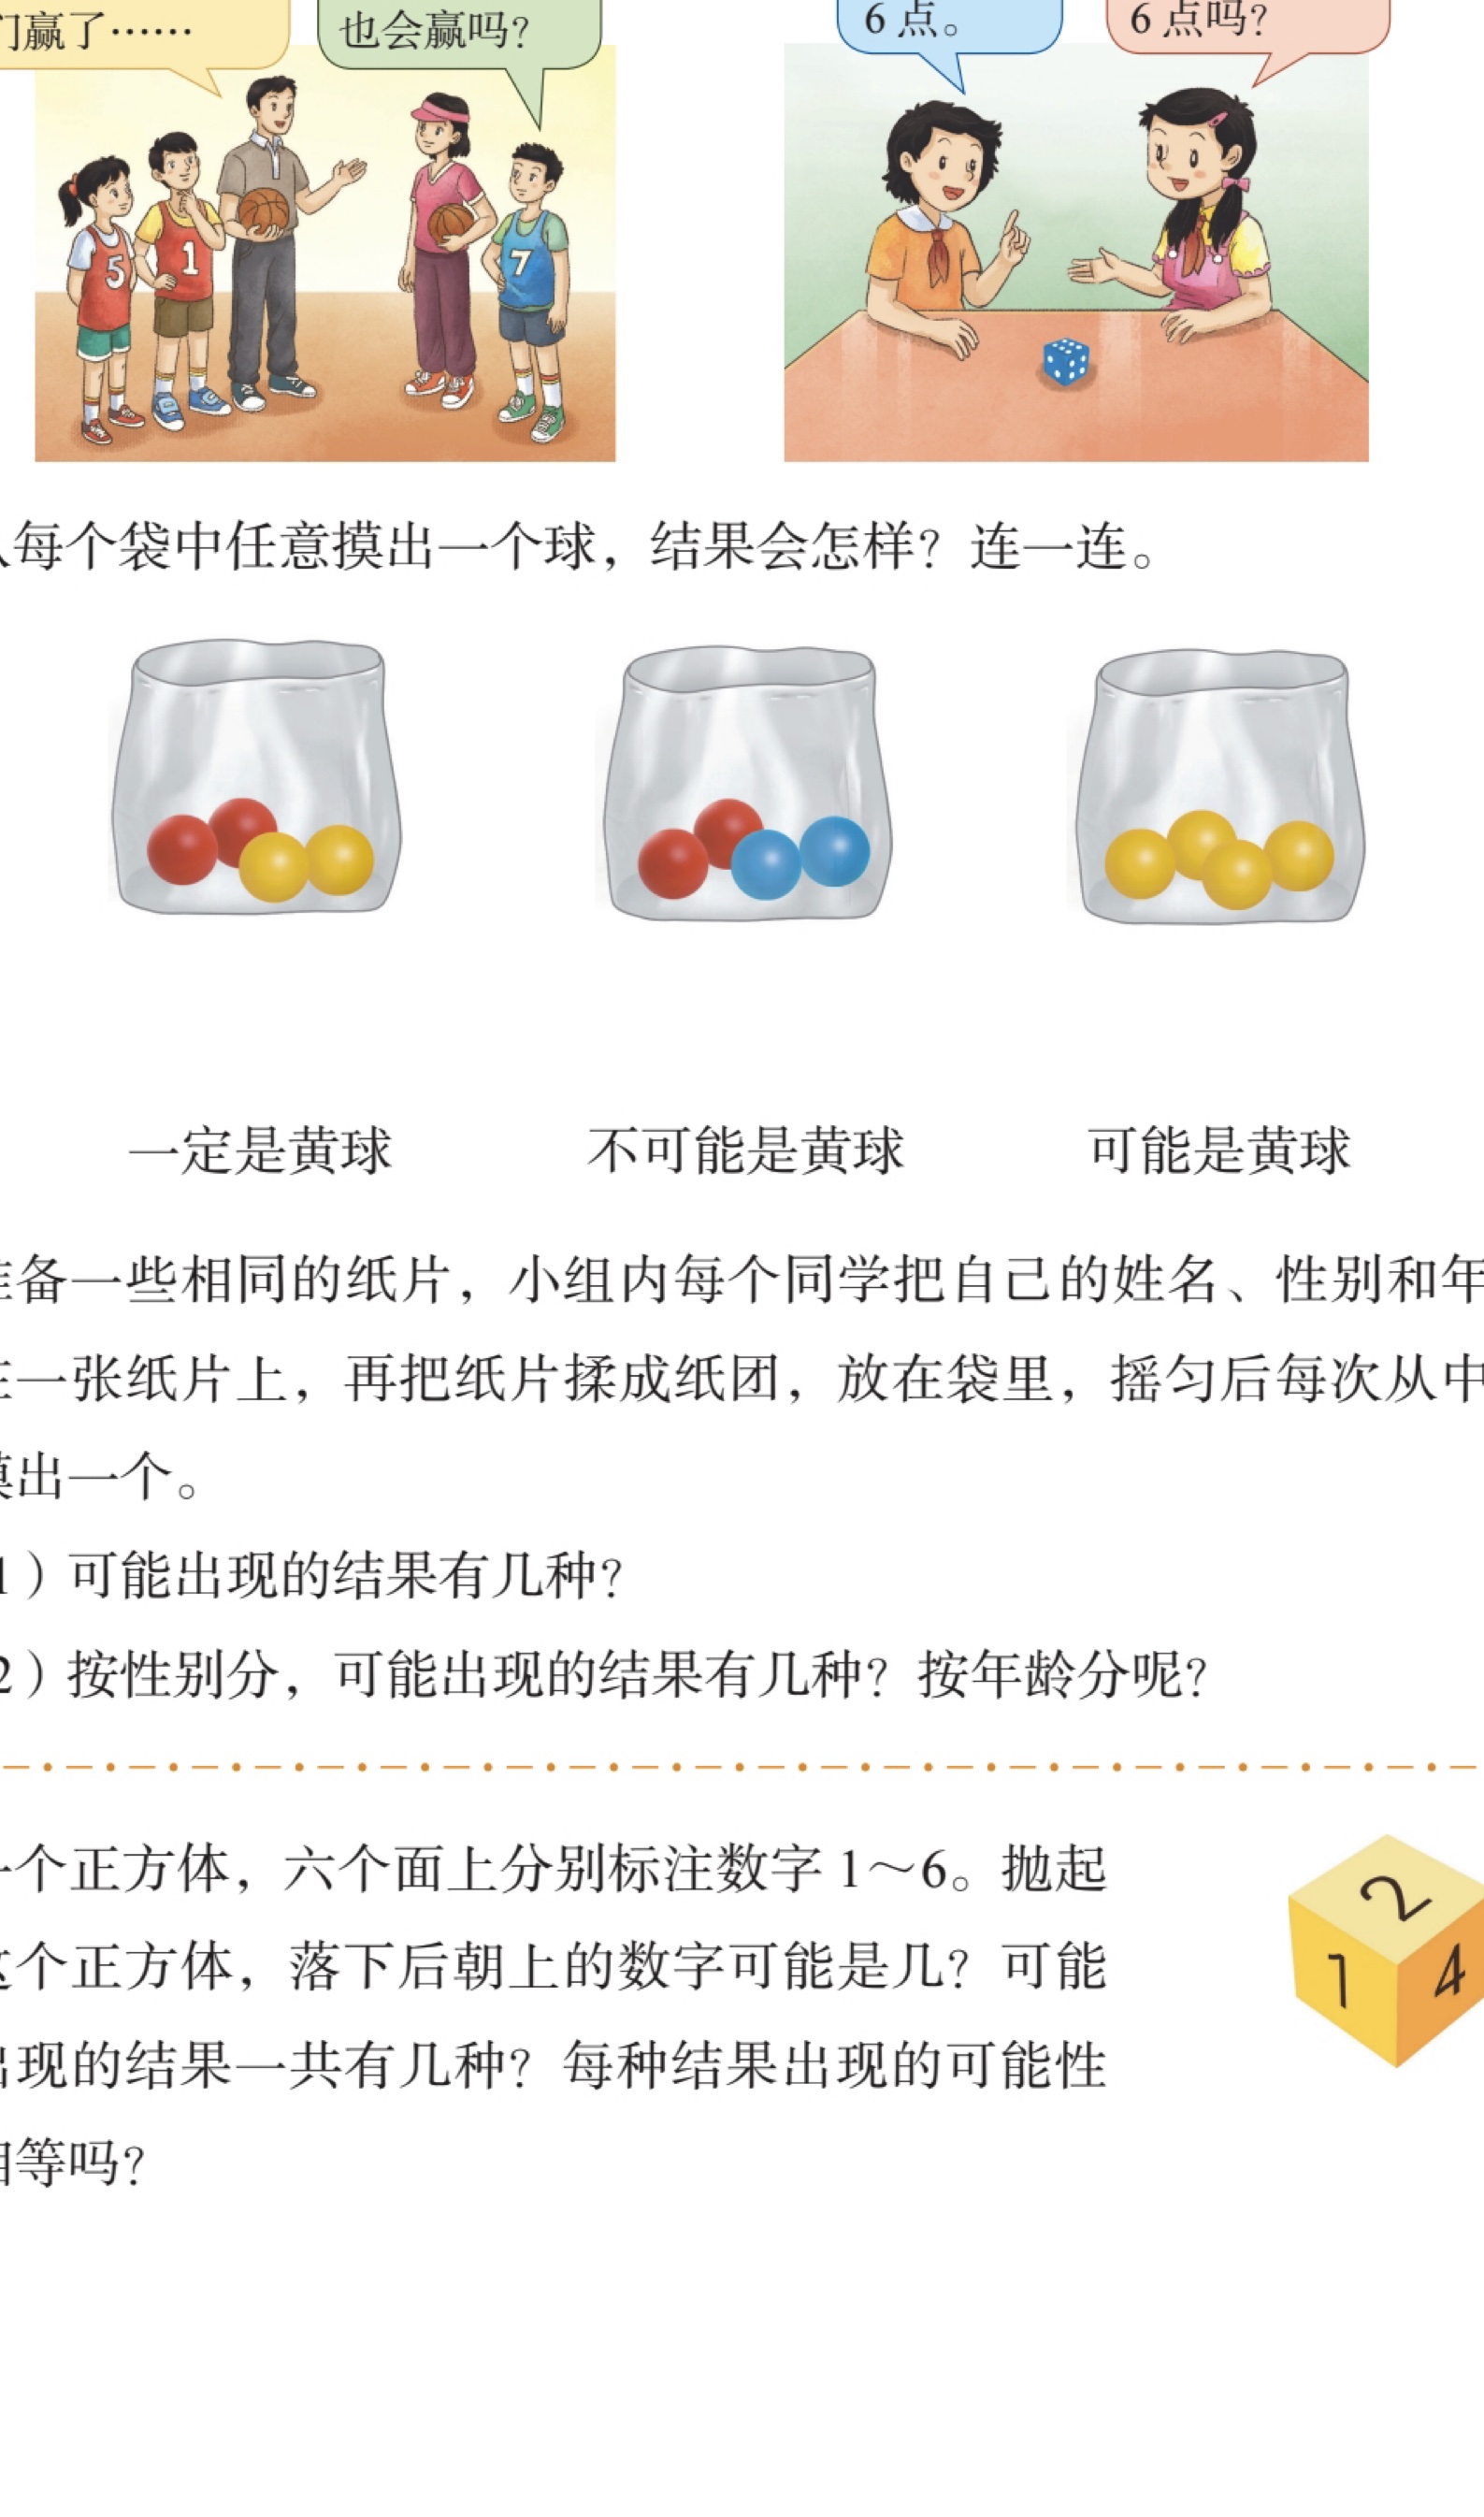 们赢了……
也会赢吗？
6 点。
6 点吗？
5
1
7
从每个袋中任意摸出一个球，结果会怎样？连一连。
一定是黄球
不可能是黄球
可能是黄球
备一些相同的纸片，小组内每个同学把自己的姓名、性别和年
一张纸片上，再把纸片揉成纸团，放在袋里，摇匀后每次从中
摸出一个。
1）可能出现的结果有几种？
2）按性别分，可能出现的结果有几种？按年龄分呢？
一个正方体，六个面上分别标注数字 1～6。抛起
这个正方体，落下后朝上的数字可能是几？可能
出现的结果一共有几种？每种结果出现的可能性
相等吗？
2
1
4